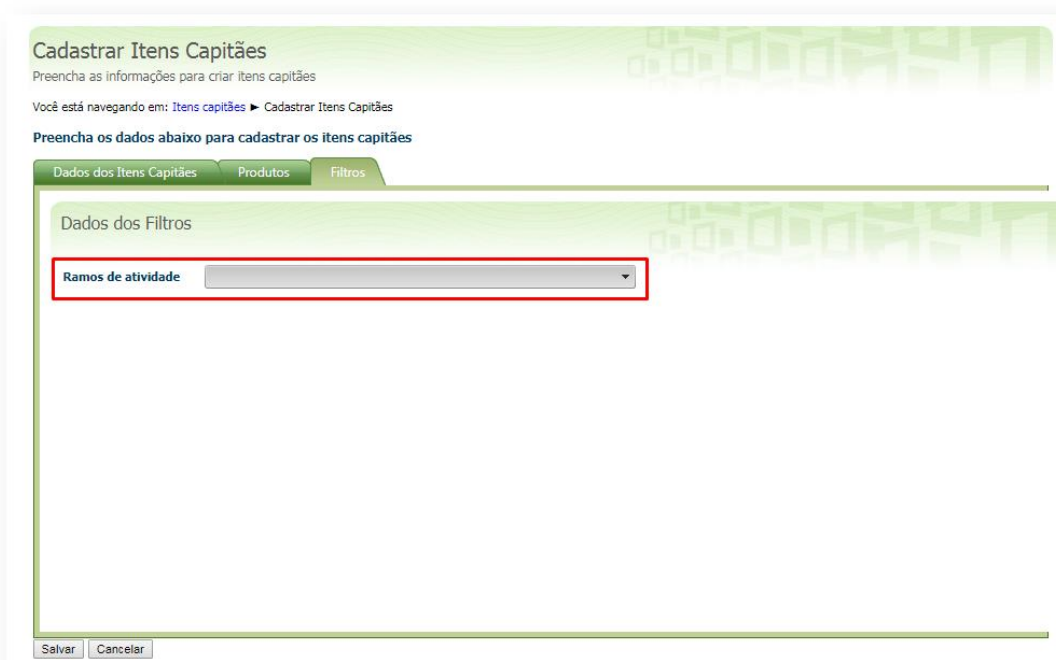 Cadastrar Itens Capitães
Preencha as informações para criar itens capitães
Você está navegando em: Itens capitães ► Cadastrar Itens Capitães
Preencha os dados abaixo para cadastrar os itens capitães
Dados dos Itens Capitães Produtos Filtros
Dados dos Filtros
Ramos de atividade
Salvar Cancelar